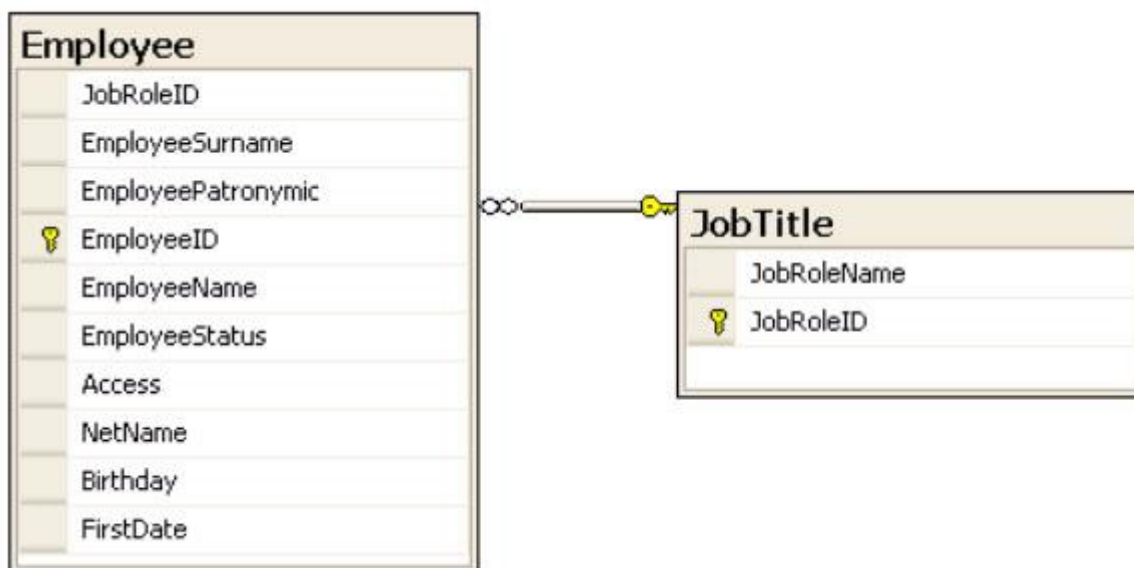 Employee
JobRoleID
EmployeeSurname
EmployeePatronymic
EmployeeID
EmployeeName
EmployeeStatus
Access
NetName
Birthday
FirstDate
JobTitle
JobRoleName
JobRoleID